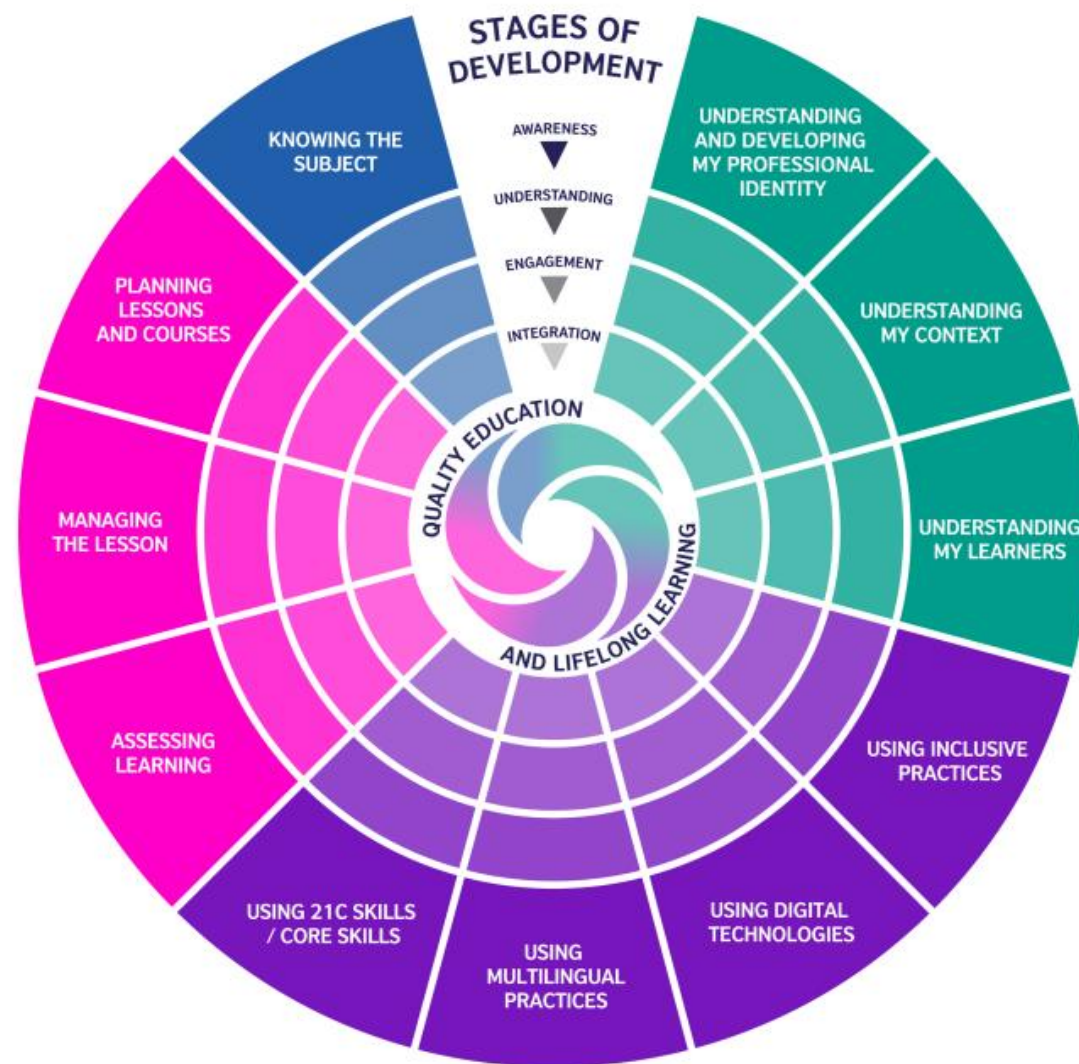 STAGES OF
DEVELOPMENT
AWARENESS
UNDERSTANDING
ENGAGEMENT
INTEGRATION
UNDERSTANDING
AND DEVELOPING
MY PROFESSIONAL
IDENTITY
UNDERSTANDING
MY CONTEXT
UNDERSTANDING
MY LEARNERS
USING INCLUSIVE
PRACTICES
USING DIGITAL
TECHNOLOGIES
USING
MULTILINGUAL
PRACTICES
USING 21C SKILLS
/ CORE SKILLS
ASSESSING
LEARNING
MANAGING
THE LESSON
PLANNING
LESSONS
AND COURSES
KNOWING THE
SUBJECT
QUALITY EDUCATION
AND LIFELONG LEARNING